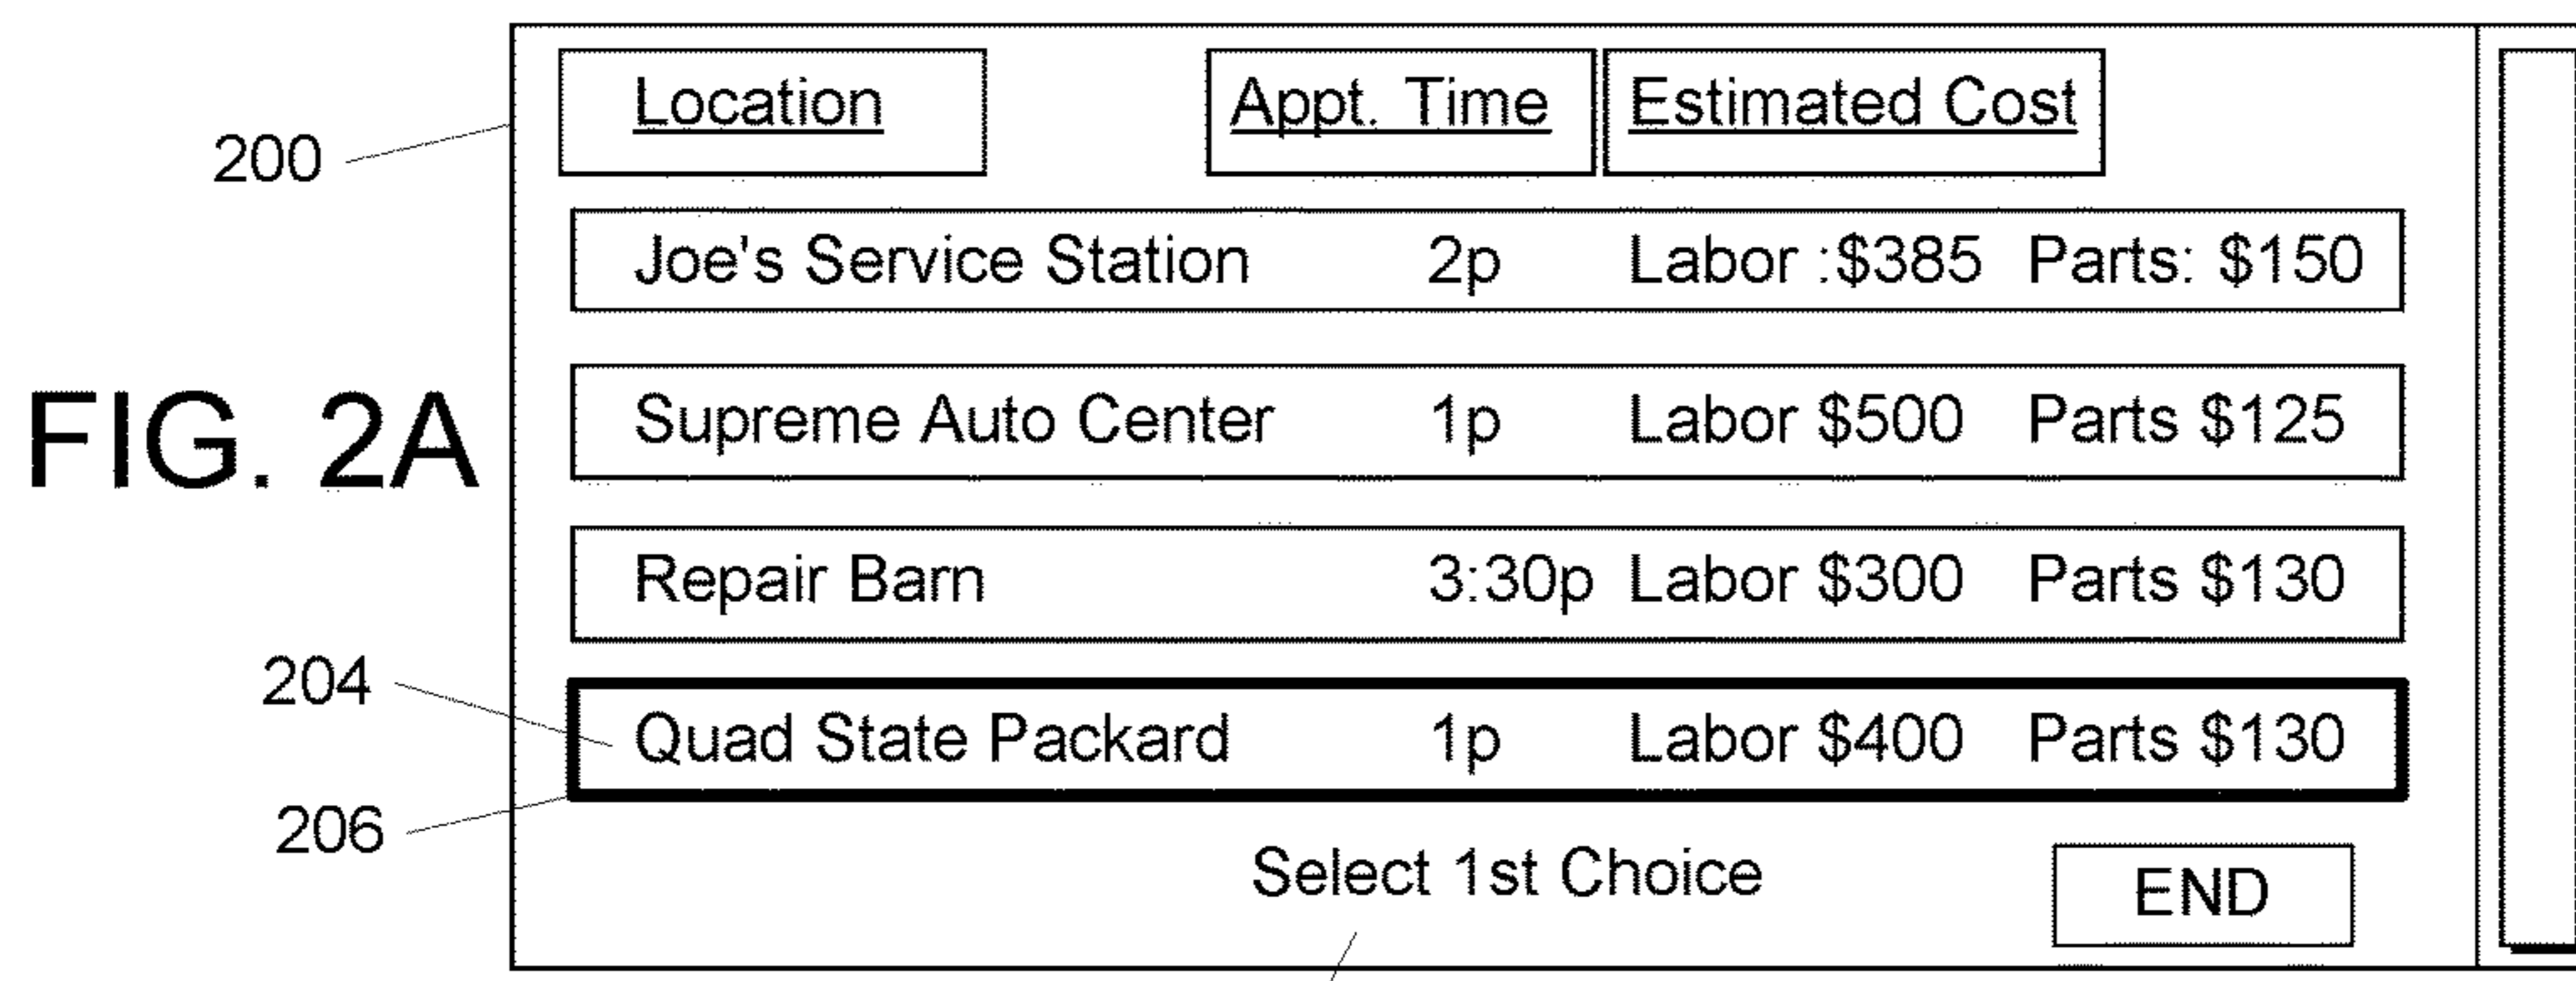 Location Appt. Time Estimated Cost
200
Joe's Service Station 2p Labor :$385 Parts: $150
FIG. 2A
Supreme Auto Center 1p Labor $500 Parts $125
Repair Barn 3:30p Labor $300 Parts $130
204
Quad State Packard 1p Labor $400 Parts $130
206
Select 1st Choice
END